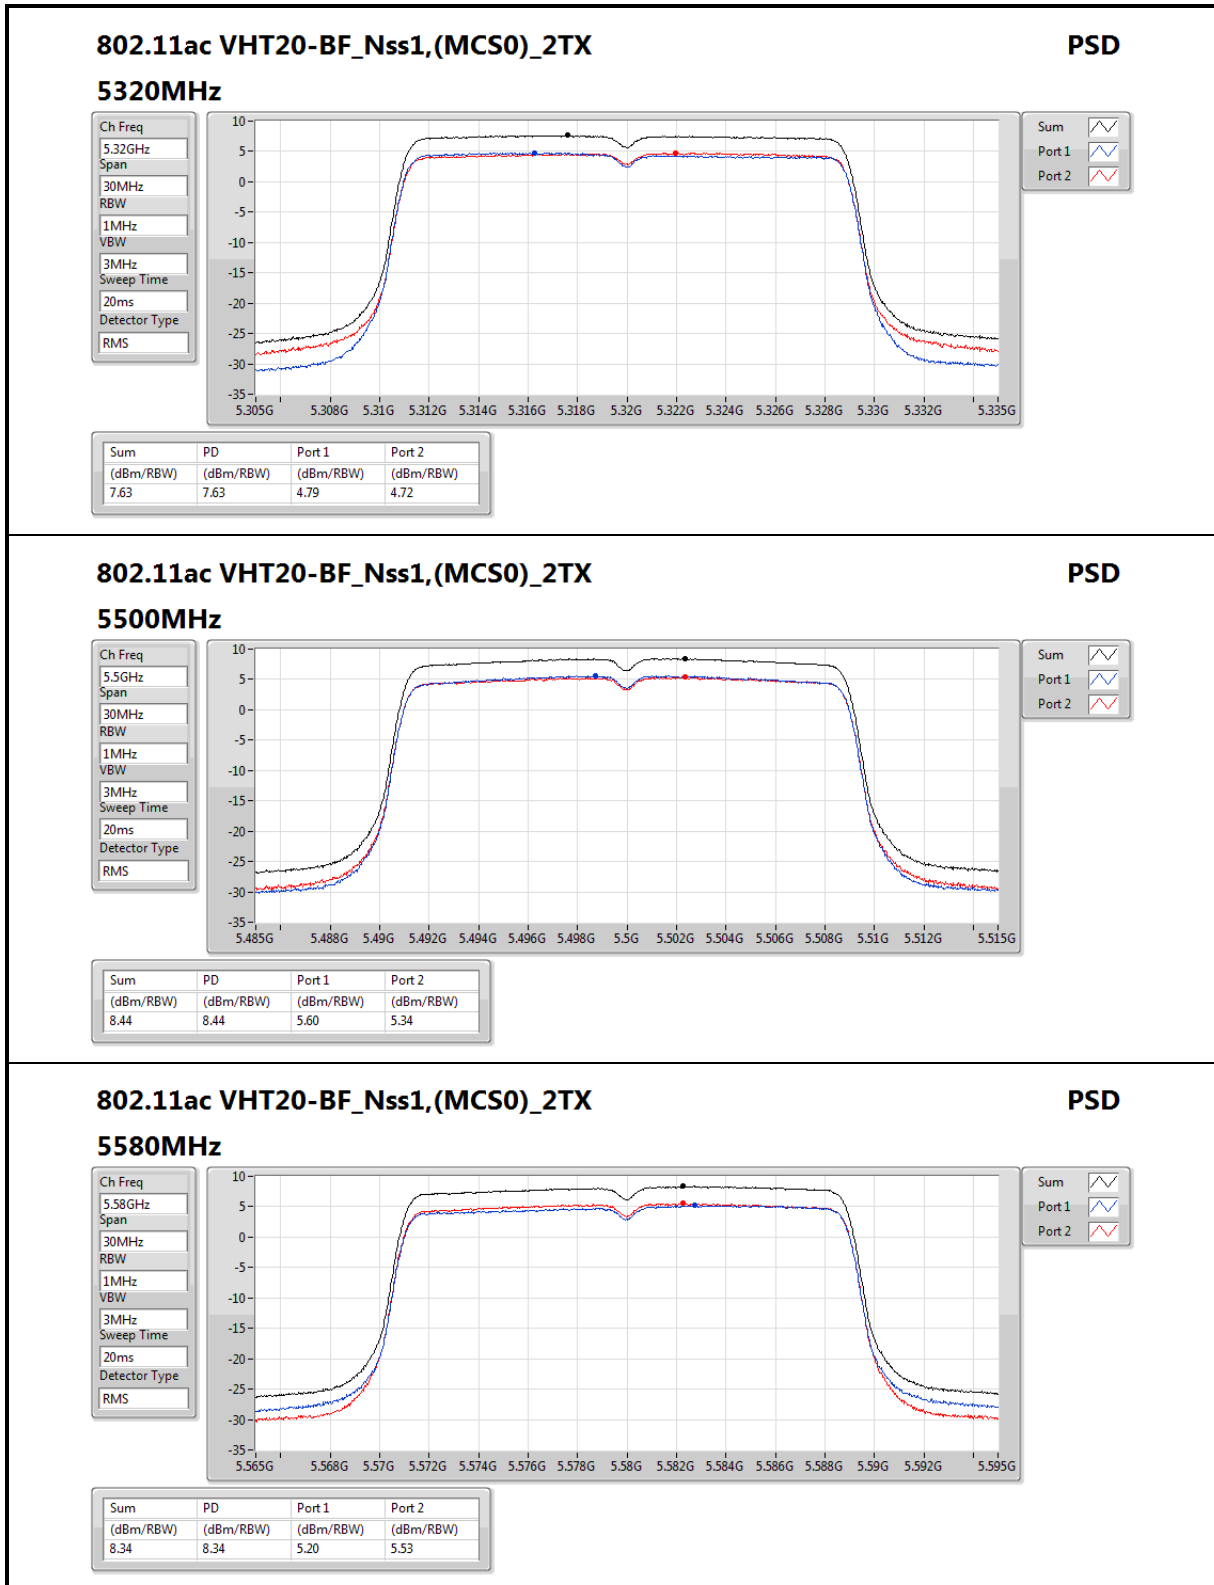 802.11ac VHT20-BF_Nss1,(MCS0)_2TX PSD
5320MHz
Ch Freq
5.32GHz
Span
30MHz
RBW
1MHz
VBW
3MHz
Sweep Time
20ms
Detector Type
RMS
10
5
0
-5
-10
-15
-20
-25
-30
-35
5.305G 5.308G 5.31G 5.312G 5.314G 5.316G 5.318G 5.32G 5.322G 5.324G 5.326G 5.328G 5.33G 5.332G 5.335G
Sum
Port 1
Port 2
Sum PD Port 1 Port 2
(dBm/RBW) (dBm/RBW) (dBm/RBW) (dBm/RBW)
7.63 7.63 4.79 4.72
802.11ac VHT20-BF_Nss1,(MCS0)_2TX PSD
5500MHz
Ch Freq
5.5GHz
Span
30MHz
RBW
1MHz
VBW
3MHz
Sweep Time
20ms
Detector Type
RMS
10
5
0
-5
-10
-15
-20
-25
-30
-35
5.485G 5.488G 5.49G 5.492G 5.494G 5.496G 5.498G 5.5G 5.502G 5.504G 5.506G 5.508G 5.51G 5.512G 5.515G
Sum
Port 1
Port 2
Sum PD Port 1 Port 2
(dBm/RBW) (dBm/RBW) (dBm/RBW) (dBm/RBW)
8.44 8.44 5.60 5.34
802.11ac VHT20-BF_Nss1,(MCS0)_2TX PSD
5580MHz
Ch Freq
5.58GHz
Span
30MHz
RBW
1MHz
VBW
3MHz
Sweep Time
20ms
Detector Type
RMS
10
5
0
-5
-10
-15
-20
-25
-30
-35
5.565G 5.568G 5.57G 5.572G 5.574G 5.576G 5.578G 5.58G 5.582G 5.584G 5.586G 5.588G 5.59G 5.592G 5.595G
Sum
Port 1
Port 2
Sum PD Port 1 Port 2
(dBm/RBW) (dBm/RBW) (dBm/RBW) (dBm/RBW)
8.34 8.34 5.20 5.53